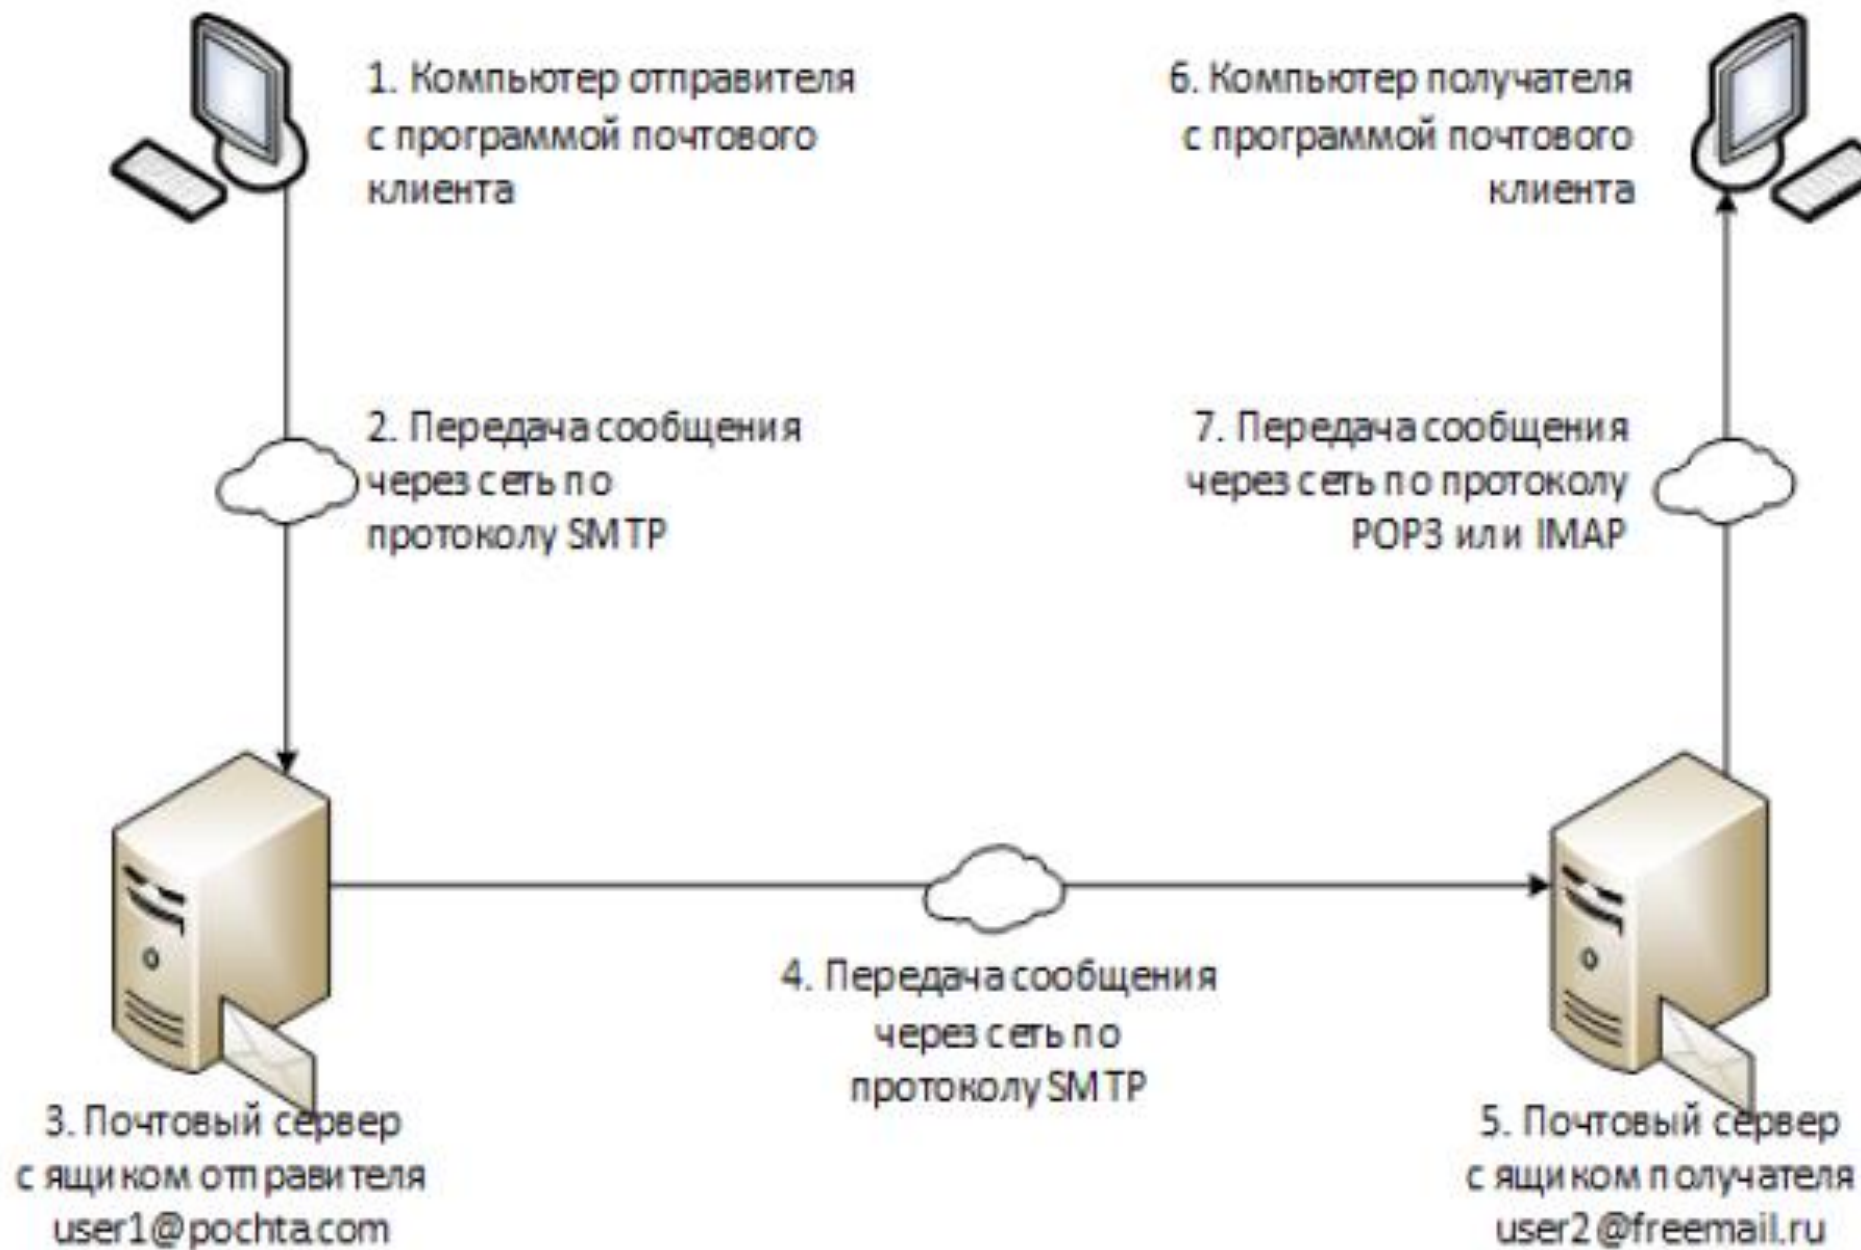 1. Компьютер отправителя
с программой почтового
клиента
6. Компьютер получателя
с программой почтового
клиента
2. Передача сообщения
через сеть по
протоколу SMTP
7. Передача сообщения
через сеть по протоколу
POP3 или IMAP
4. Передача сообщения
через сеть по
протоколу SMTP
3. Почтовый сервер
с ящиком отправителя
user1@pochta.com
5. Почтовый сервер
с ящиком получателя
user2@freemail.ru